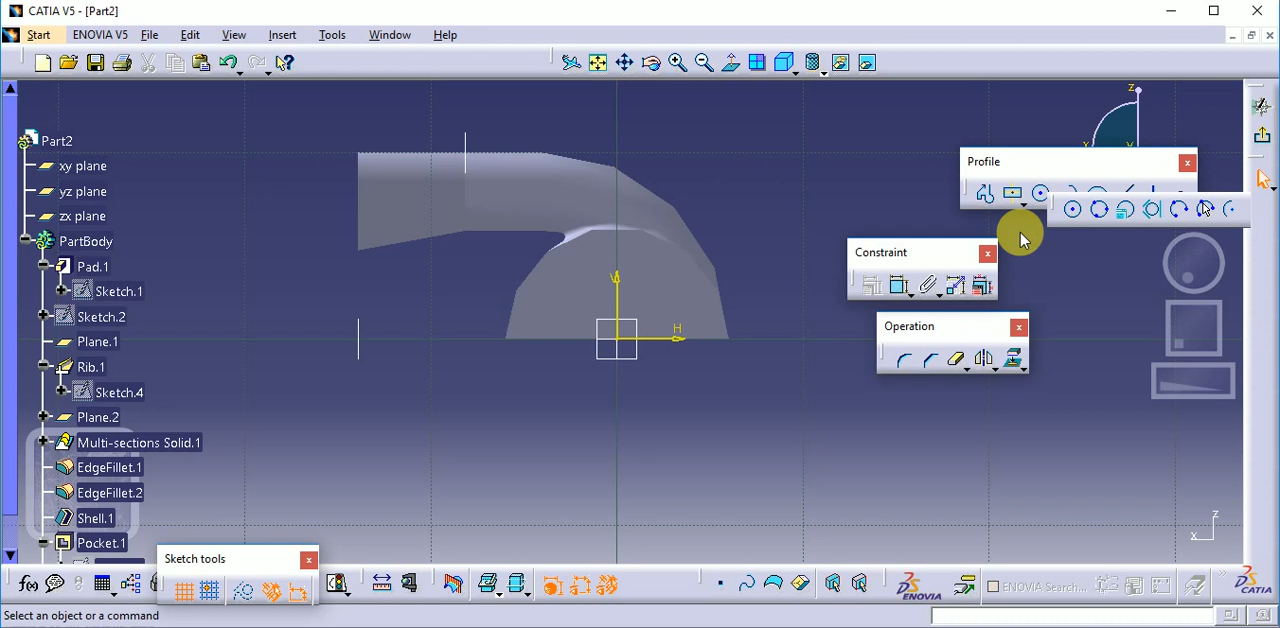 CATIA V5 - [Part2]
Start ENOVIA V5 File Edit View Insert Tools Window Help
Part2
xy plane
yz plane
zx plane
PartBody
Pad.1
Sketch.1
Sketch.2
Plane.1
Rib.1
Sketch.4
Plane.2
Multi-sections Solid.1
EdgeFillet.1
EdgeFillet.2
Shell.1
Pocket.1
Z
V
H
Profile
Constraint
Operation
Sketch tools
z
x
f(x)
ENOVIA
ENOVIA Search...
CATIA
Select an object or a command